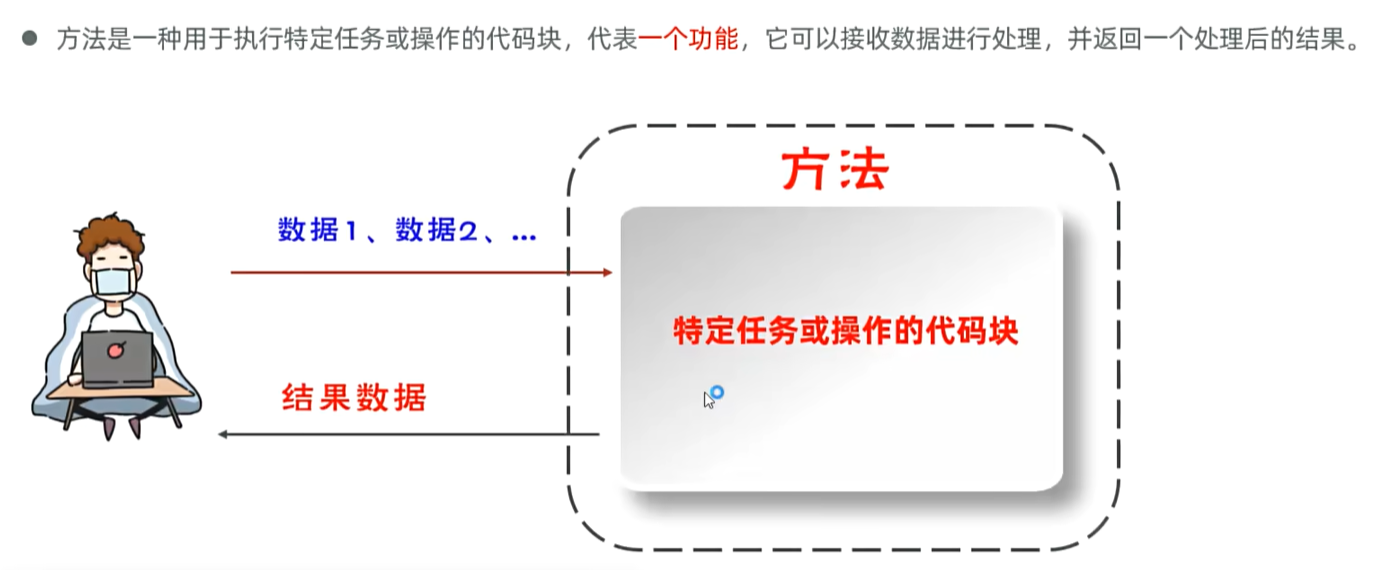 方法是一种用于执行特定任务或操作的代码块，代表一个功能，它可以接收数据进行处理，并返回一个处理后的结果。
方法
数据1、数据2、...
特定任务或操作的代码块
结果数据